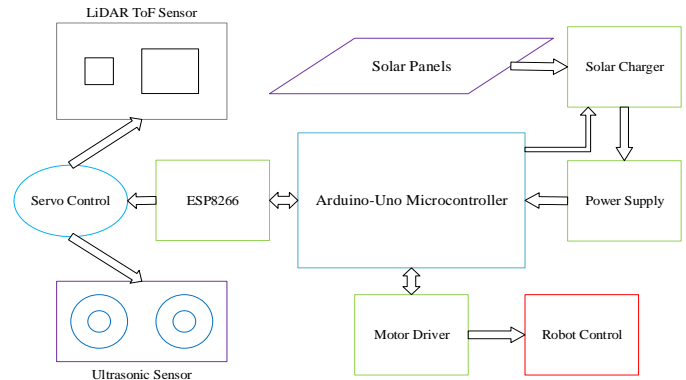 LiDAR ToF Sensor
Solar Panels
Solar Charger
Servo Control
ESP8266
Arduino-Uno Microcontroller
Power Supply
Motor Driver
Robot Control
Ultrasonic Sensor